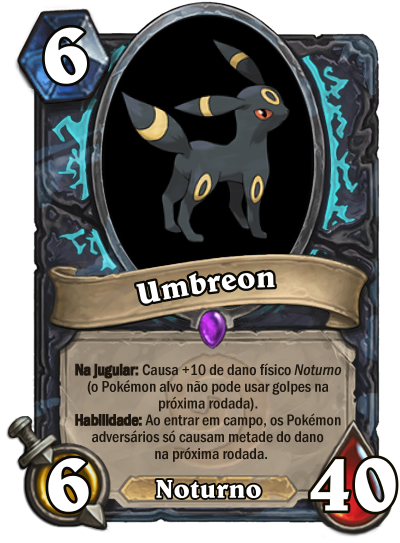 6
Umbreon
Na Jugular: Causa +10 de dano físico Noturno
(o Pokémon alvo não pode usar golpes na
próxima rodada).
Habilidade: Ao entrar em campo, os Pokémon
adversários só causam metade do dano
na próxima rodada.
6
Noturno
40